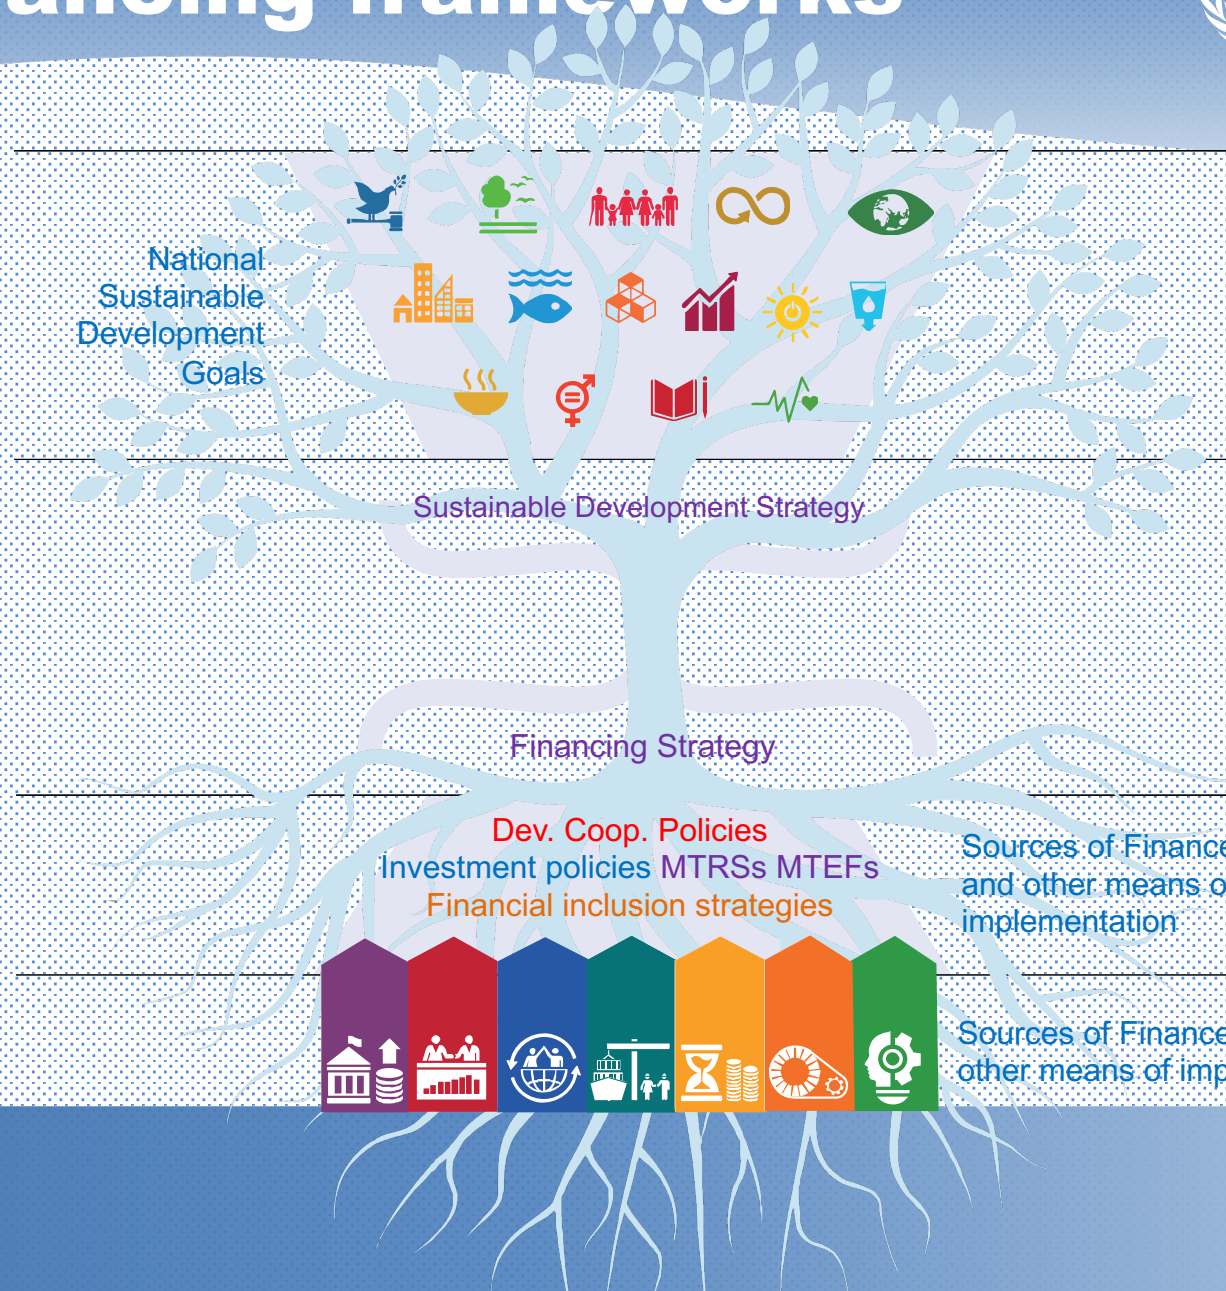 frameworks
National
Sustainable
Development
Goals
Sustainable Development Strategy
Financing Strategy
Dev. Coop. Policies
Investment policies MTRSs MTEFs
Financial inclusion strategies
Sources of Finance
and other means o
implementation
Sources of Finance
other means of imp